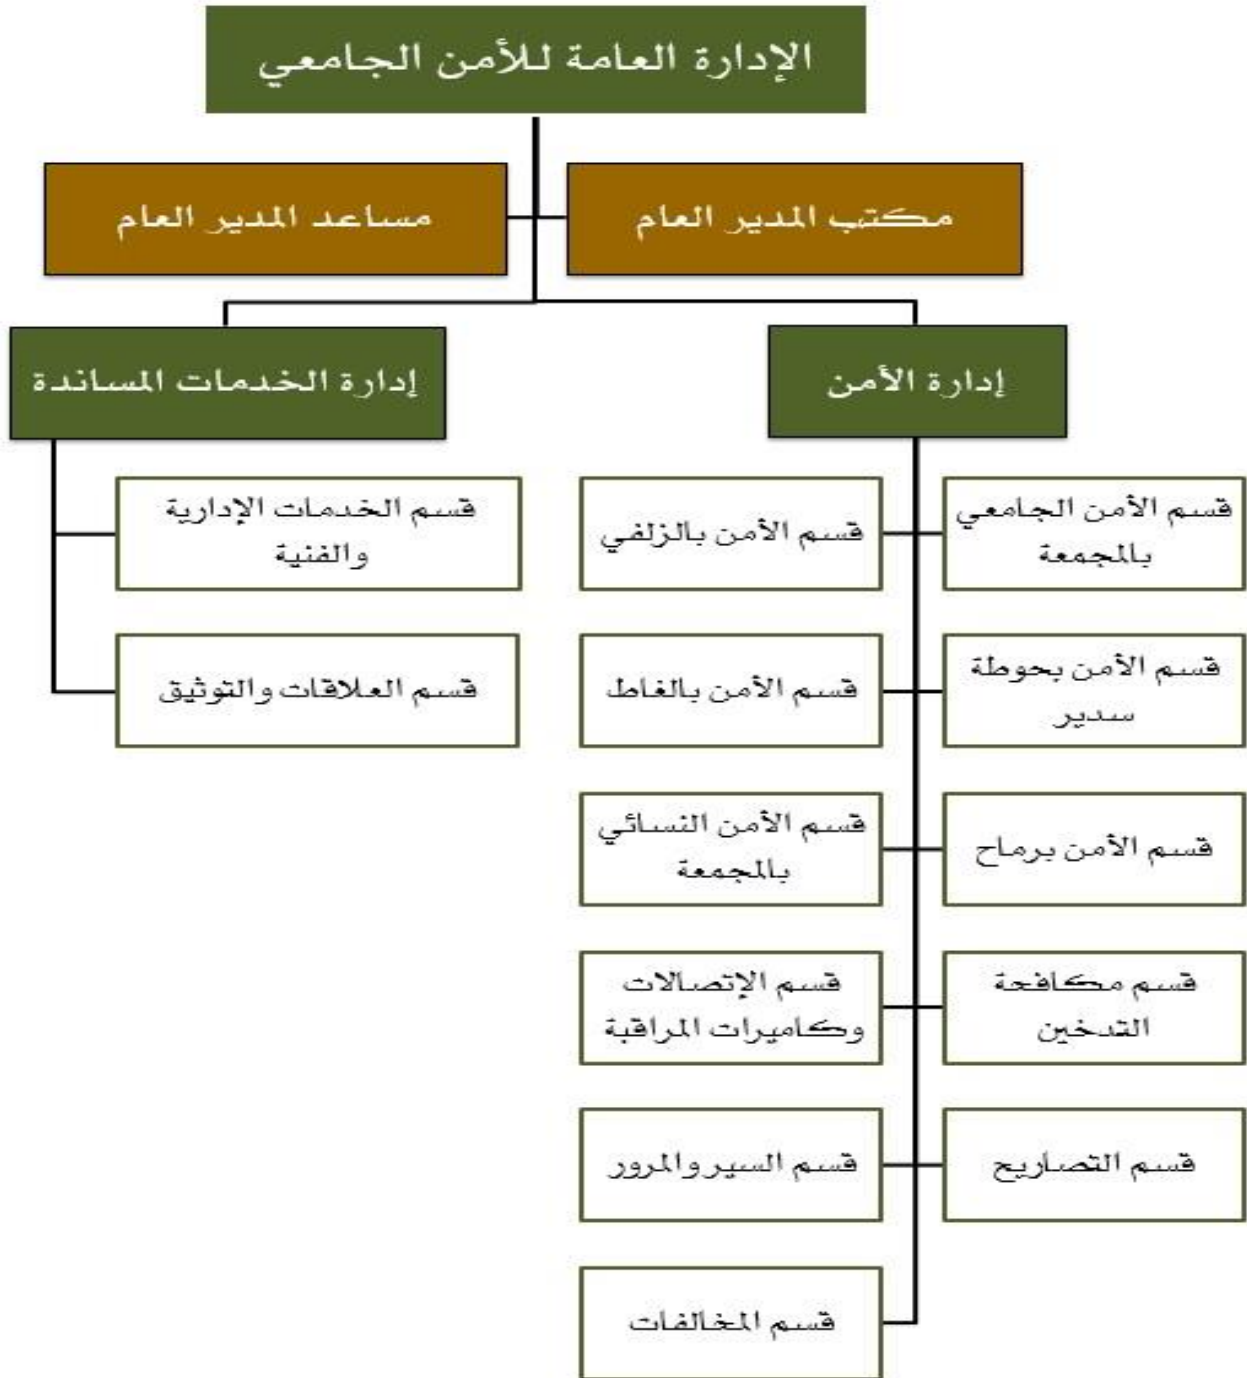 الإدارة العامة للأمن الجامعي
مكتب المدير العام
مساعد المدير العام
إدارة الأمن
إدارة الخدمات المساندة
قسم الأمن الجامعي
بالمجمعة
قسم الأمن بالزلفي
قسم الخدمات الإدارية
والفنية
قسم الأمن بحوطة
سدير
قسم الأمن بالغاط
قسم العلاقات والتوثيق
قسم الأمن برماح
قسم الأمن النسائي
بالمجمعة
قسم مكافحة
التدخين
قسم الإتصالات
وكاميرات المراقبة
قسم التصاريح
قسم السير والمرور
قسم المخالفات